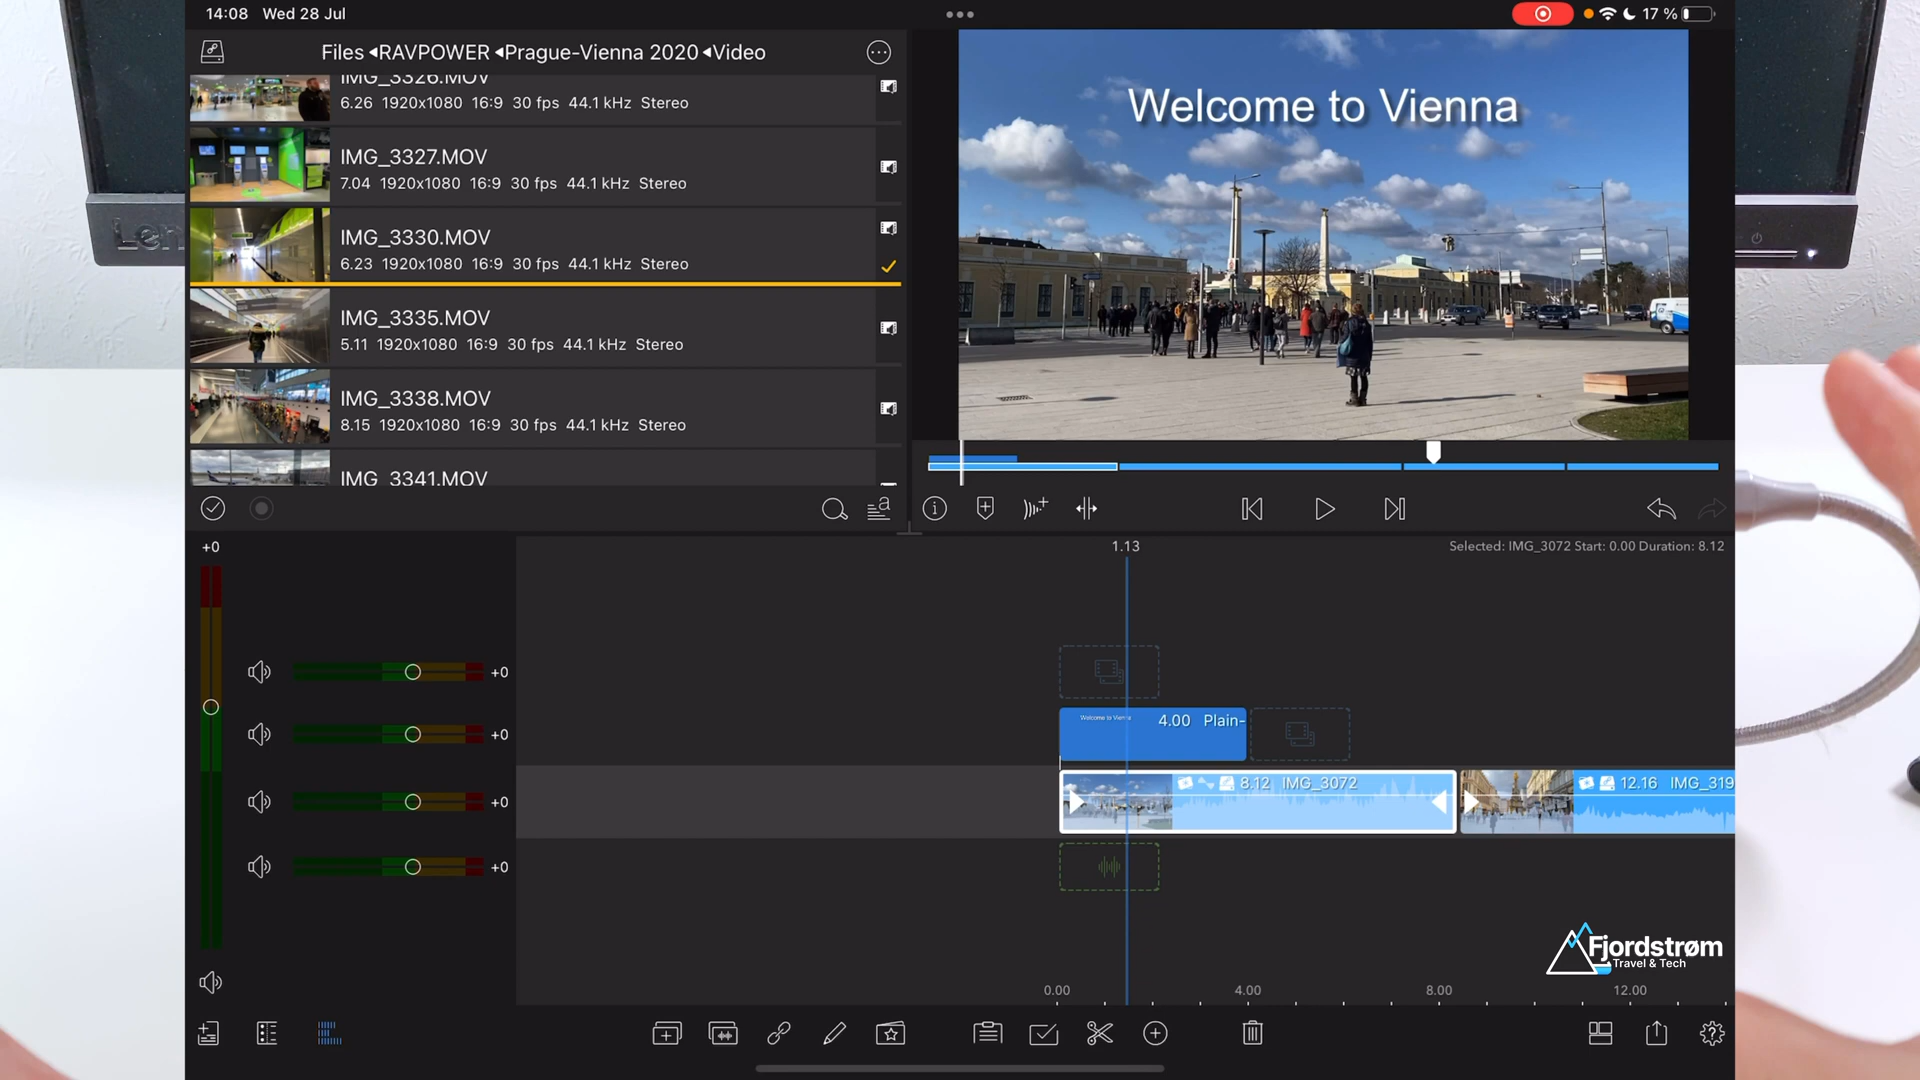 14:08 Wed 28 Jul
17 %
Files ◂RAVPOWER ◂Prague-Vienna 2020 ◂Video
IMG_3326.MOV
6.26 1920x1080 16:9 30 fps 44.1 kHz Stereo
IMG_3327.MOV
7.04 1920x1080 16:9 30 fps 44.1 kHz Stereo
IMG_3330.MOV
6.23 1920x1080 16:9 30 fps 44.1 kHz Stereo
IMG_3335.MOV
5.11 1920x1080 16:9 30 fps 44.1 kHz Stereo
IMG_3338.MOV
8.15 1920x1080 16:9 30 fps 44.1 kHz Stereo
IMG_3341.MOV
Welcome to Vienna
Len
+0
1.13
Selected: IMG_3072 Start: 0.00 Duration: 8.12
+0
+0
+0
+0
Welcome to Vienna
4.00 Plain-
8.12 IMG_3072
12.16 IMG_319
Fjordstrøm
Travel & Tech
0.00 4.00 8.00 12.00